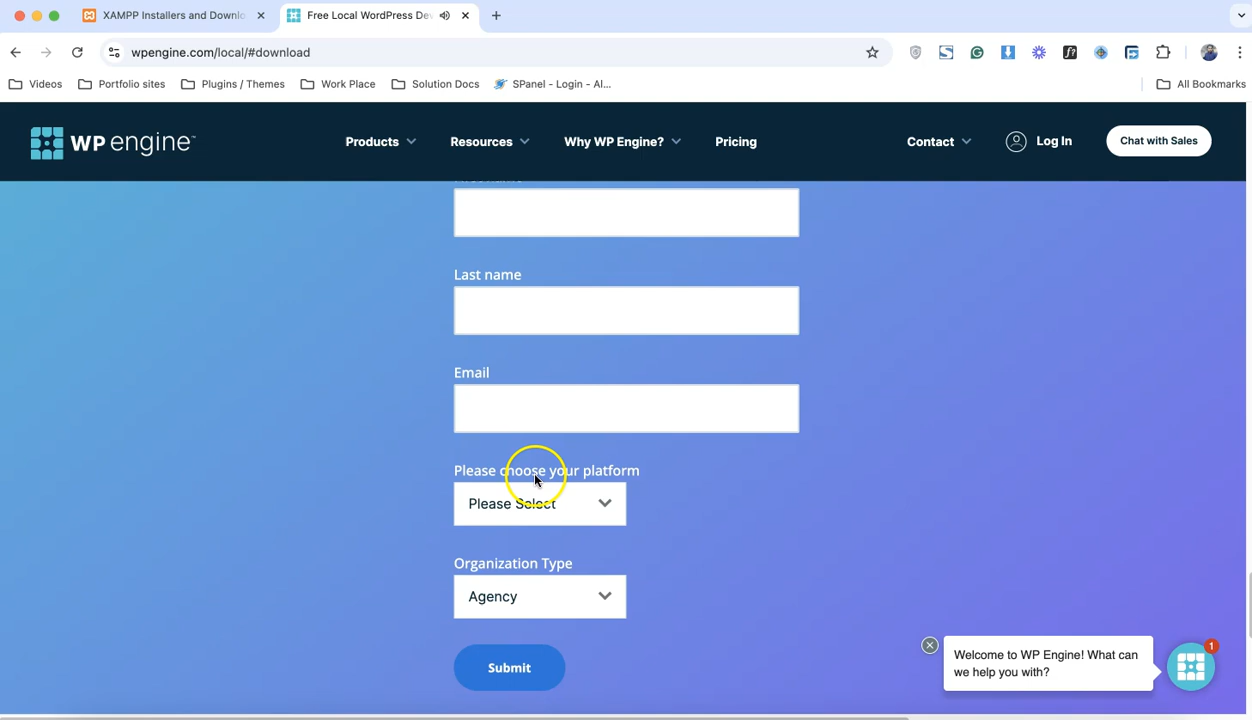 XAMPP Installers and Downlo
Free Local WordPress De
wpengine.com/local/#download
Videos
Portfolio sites
Plugins / Themes
Work Place
Solution Docs
SPanel - Login - Al...
All Bookmarks
WP engine
Products
Resources
Why WP Engine?
Pricing
Contact
Log In
Chat with Sales
Last name
Email
Please choose your platform
Please Select
Organization Type
Agency
Submit
Welcome to WP Engine! What can
we help you with?
1